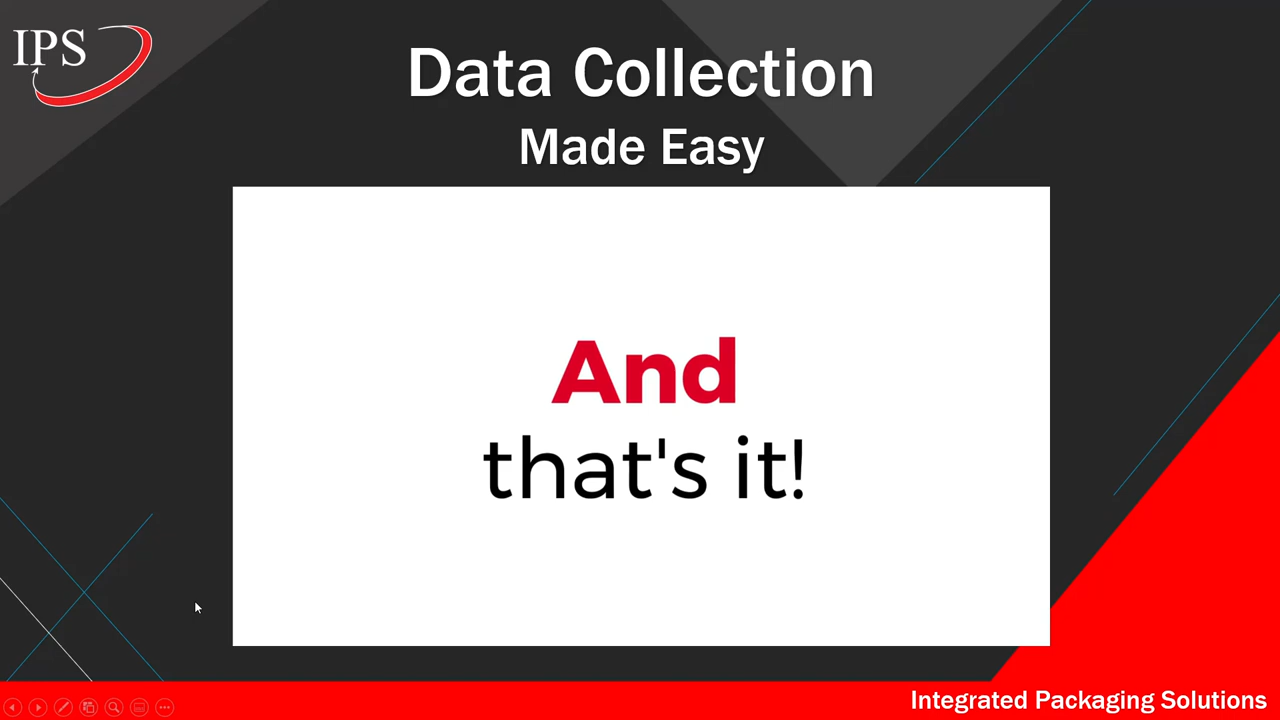 IPS
Data Collection
Made Easy
And
that's it!
Integrated Packaging Solutions